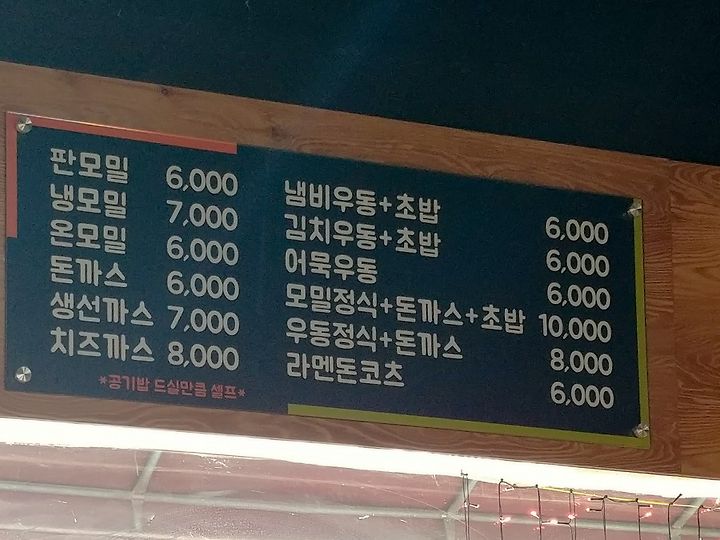 판모밀 6,000
냉모밀 7,000
온모밀 6,000
돈까스 6,000
생선까스 7,000
치즈까스 8,000
*공기밥 드실만큼 셀프*
냄비우동+초밥 6,000
김치우동+초밥 6,000
어묵우동 6,000
모밀정식+돈까스+초밥 10,000
우동정식+돈까스 8,000
라멘돈코츠 6,000